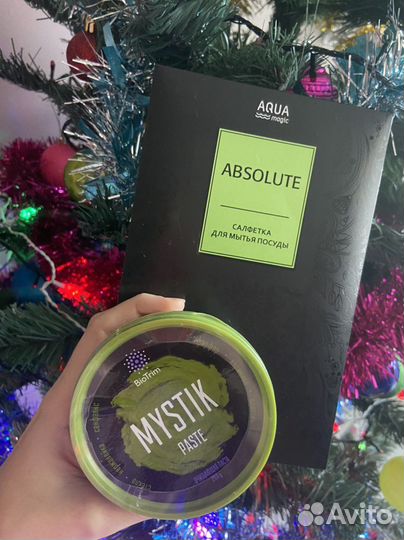 AQUA
magic
ABSOLUTE
САЛФЕТКА
ДЛЯ МЫТЬЯ ПОСУДЫ
BioTrim
MYSTIK
PASTE
Avito